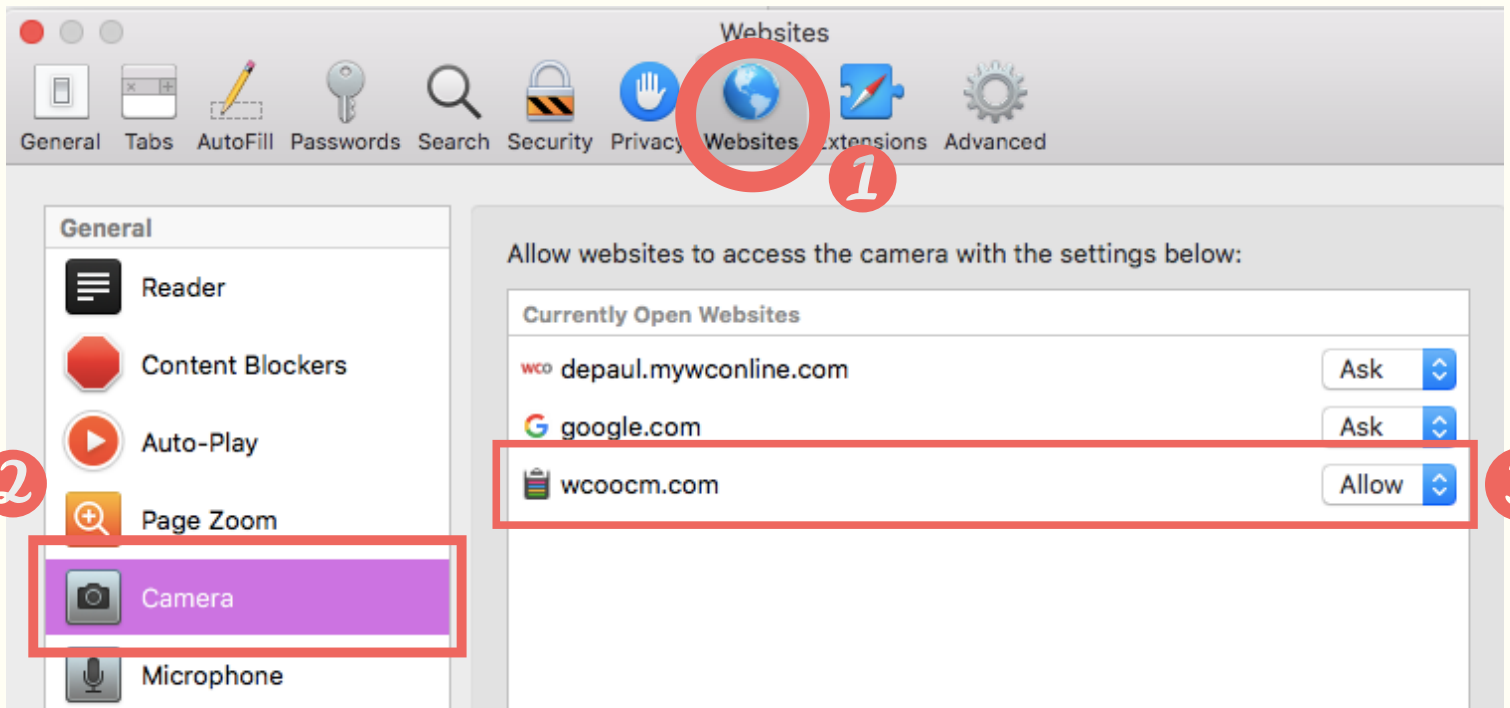 Websites
General Tabs AutoFill Passwords Search Security Privacy Websites Extensions Advanced
1
General
Allow websites to access the camera with the settings below:
Reader
Currently Open Websites
Content Blockers
wco depaul.mywconline.com Ask
Auto-Play
G google.com Ask
2
wcoocm.com Allow
Page Zoom
Camera
Microphone